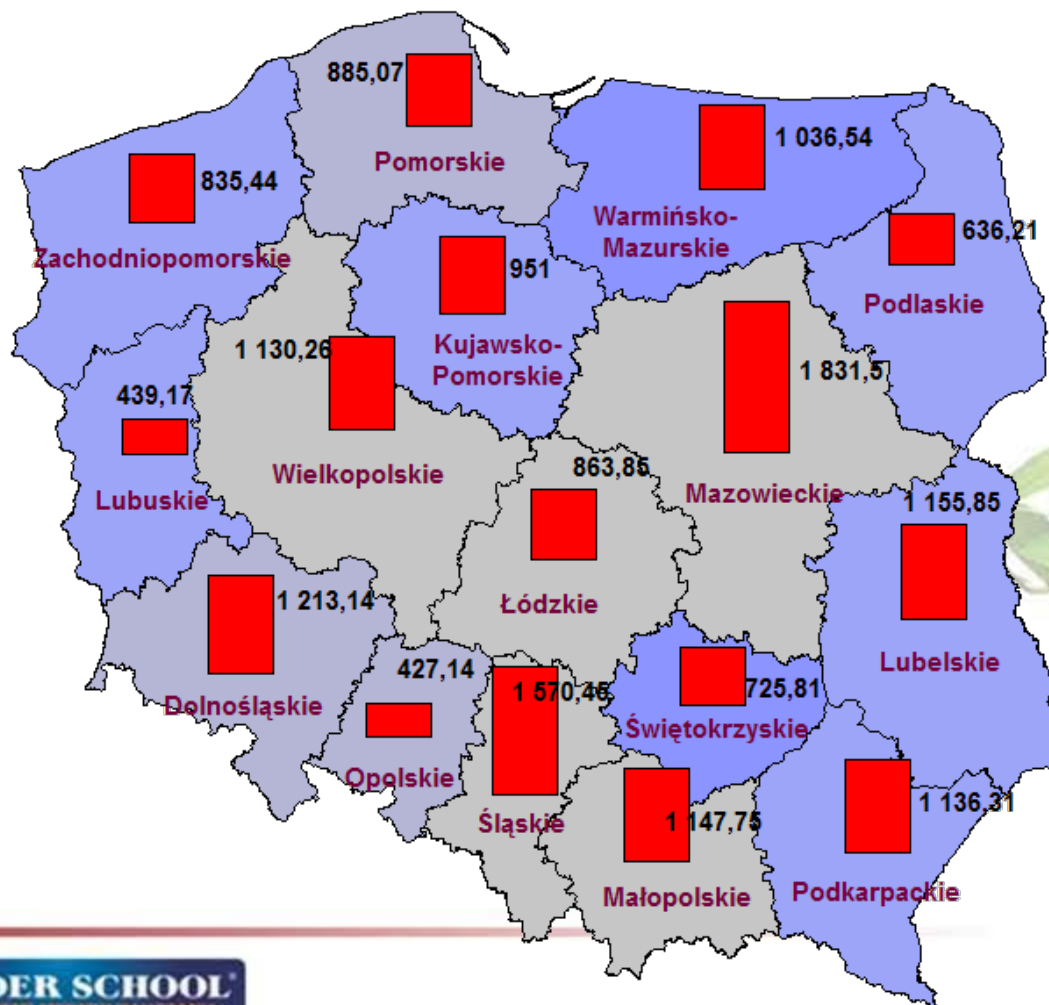 885,07
Pomorskie
1 036,54
Warmińsko-
Mazurskie
835,44
Zachodniopomorskie
636,21
Podlaskie
951
Kujawsko-
Pomorskie
1 130,26
Wielkopolskie
1 831,5
Mazowieckie
439,17
Lubuskie
863,85
Łódzkie
1 155,85
Lubelskie
1 213,14
Dolnośląskie
427,14
Opolskie
1 570,45
Śląskie
725,81
Świętokrzyskie
1 147,75
Małopolskie
1 136,31
Podkarpackie
DER SCHOOL